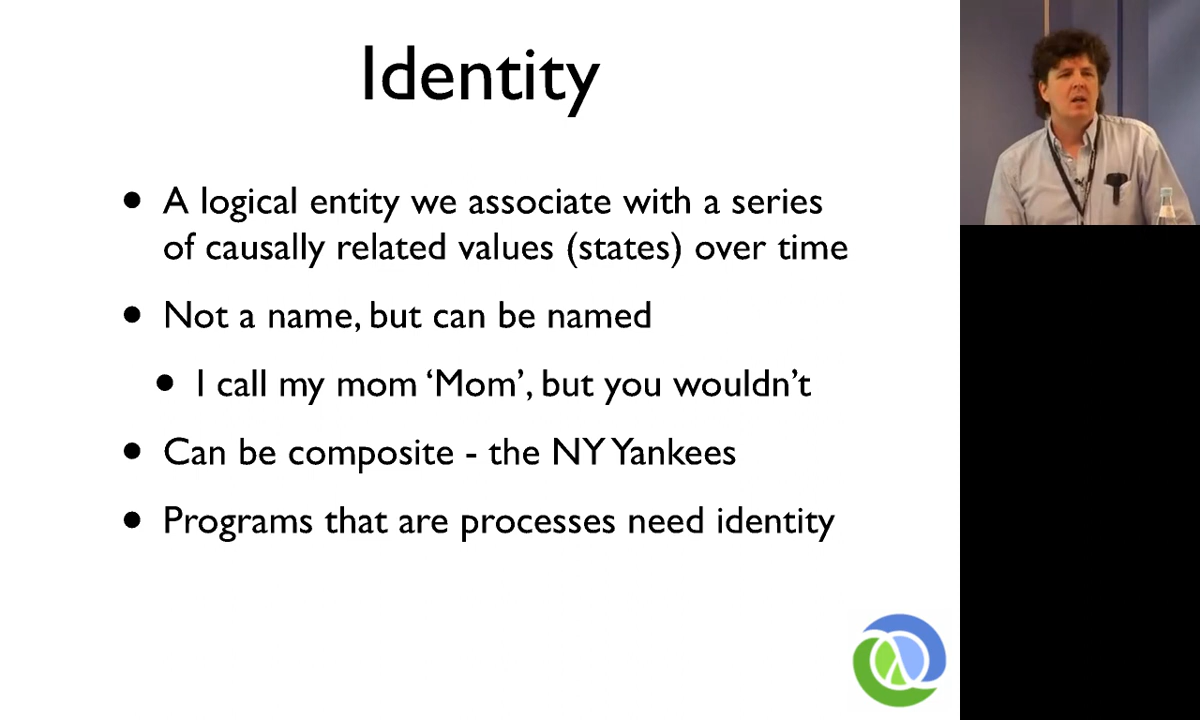 Identity
• A logical entity we associate with a series
of causally related values (states) over time
• Not a name, but can be named
• I call my mom ‘Mom’, but you wouldn’t
• Can be composite - the NY Yankees
• Programs that are processes need identity